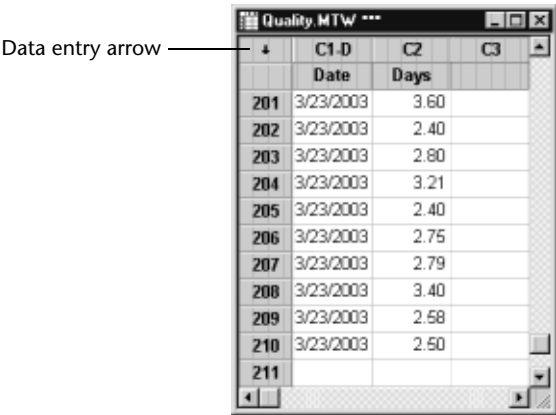 Quality.MTW ***
Data entry arrow
↓ C1-D C2 C3
Date Days
201 3/23/2003 3.60
202 3/23/2003 2.40
203 3/23/2003 2.80
204 3/23/2003 3.21
205 3/23/2003 2.40
206 3/23/2003 2.75
207 3/23/2003 2.79
208 3/23/2003 3.40
209 3/23/2003 2.58
210 3/23/2003 2.50
211